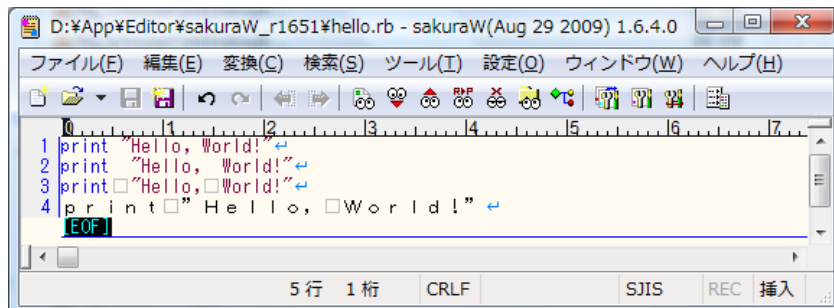 D:¥App¥Editor¥sakuraW_r1651¥hello.rb - sakuraW(Aug 29 2009) 1.6.4.0
ファイル(F) 編集(E) 変換(C) 検索(S) ツール(T) 設定(O) ウィンドウ(W) ヘルプ(H)
0 1 2 3 4 5 6 7
1 print "Hello, World!"↵
2 print  "Hello,  World!"↵
3 print□"Hello,□World!"↵
4 ｐｒｉｎｔ□”Ｈｅｌｌｏ，□Ｗｏｒｌｄ！”↵
[EOF]
5 行 1 桁 CRLF SJIS REC 挿入